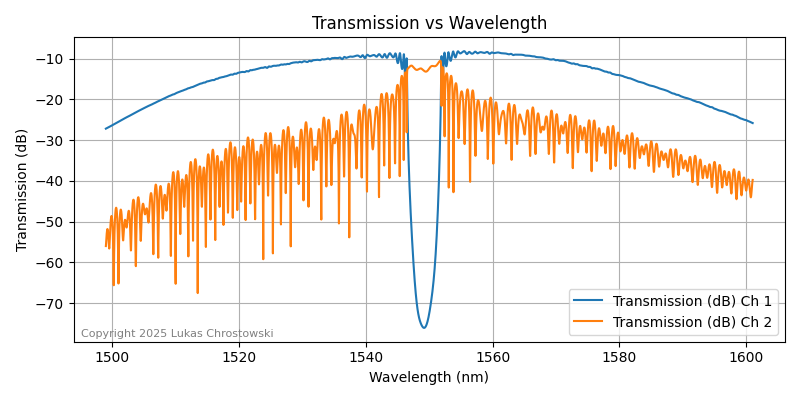 Transmission vs Wavelength
Transmission (dB)
−10
−20
−30
−40
−50
−60
−70
Transmission (dB) Ch 1
Transmission (dB) Ch 2
Copyright 2025 Lukas Chrostowski
1500
1520
1540
1560
1580
1600
Wavelength (nm)